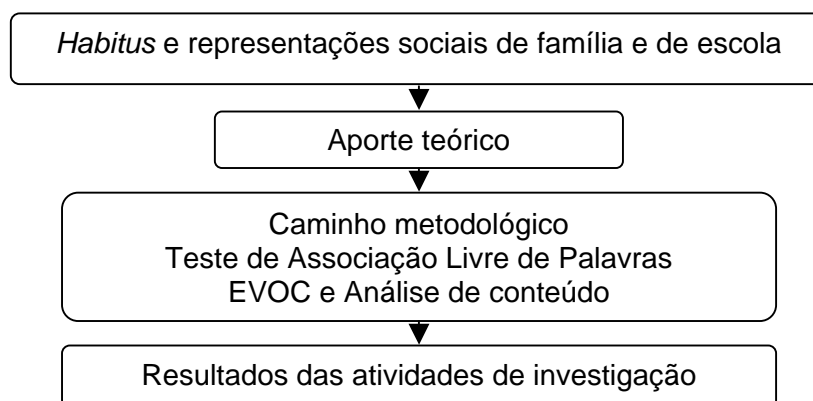 Habitus e representações sociais de família e de escola
Aporte teórico
Caminho metodológico
Teste de Associação Livre de Palavras
EVOC e Análise de conteúdo
Resultados das atividades de investigação